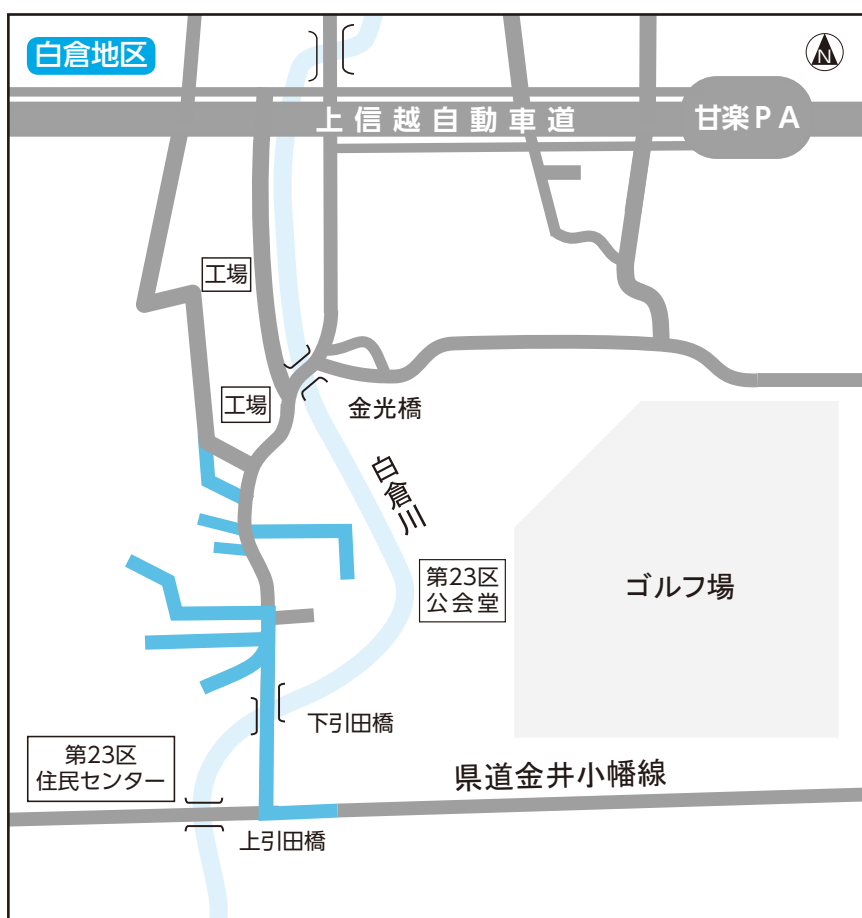 白倉地区
N
上信越自動車道
甘楽PA
工場
工場
金光橋
白倉川
第23区
公会堂
ゴルフ場
下引田橋
第23区
住民センター
県道金井小幡線
上引田橋